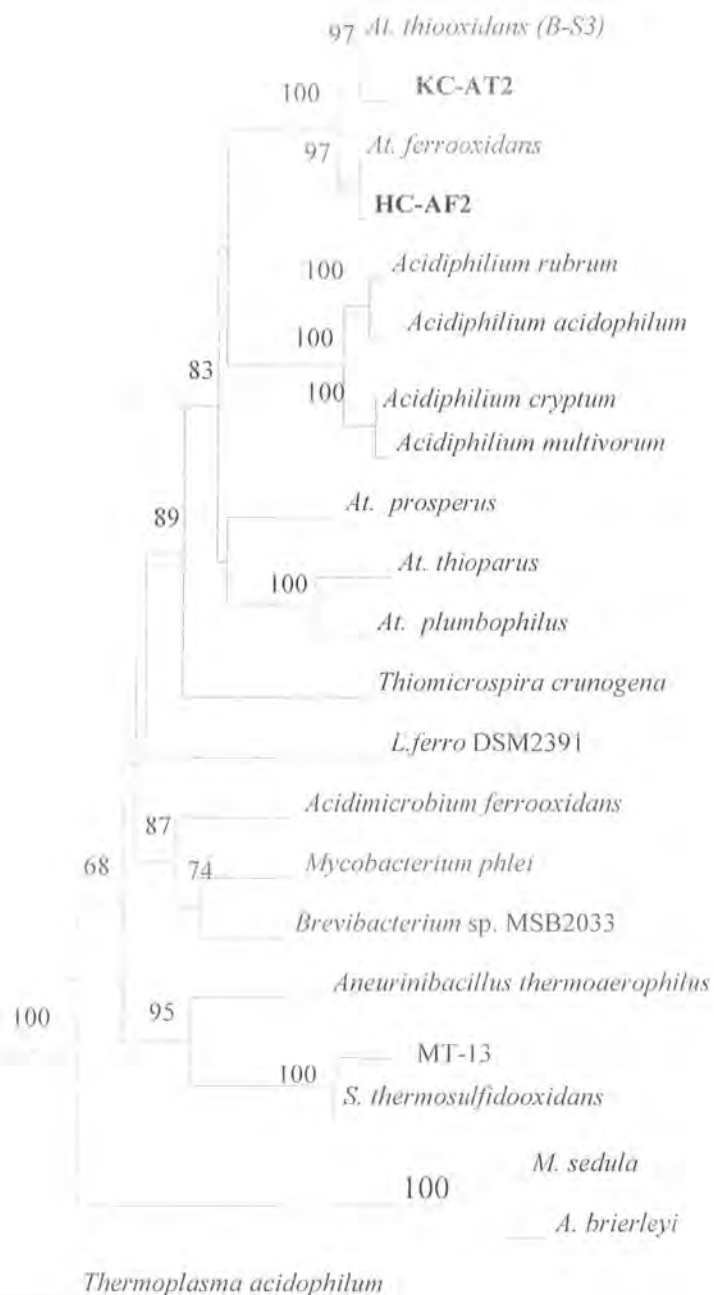 97 At. thiooxidans (B-S3)
100 KC-AT2
97 At. ferrooxidans
HC-AF2
100 Acidiphilium rubrum
100 Acidiphilium acidophilum
83
100 Acidiphilium cryptum
Acidiphilium multivorum
At. prosperus
89
100 At. thioparus
At. plumbophilus
Thiomicrospira crunogena
L.ferro DSM2391
87 Acidimicrobium ferrooxidans
68 74 Mycobacterium phlei
Brevibacterium sp. MSB2033
Aneurinibacillus thermoaerophilus
100 95
100 MT-13
S. thermosulfidooxidans
M. sedula
100
A. brierleyi
Thermoplasma acidophilum